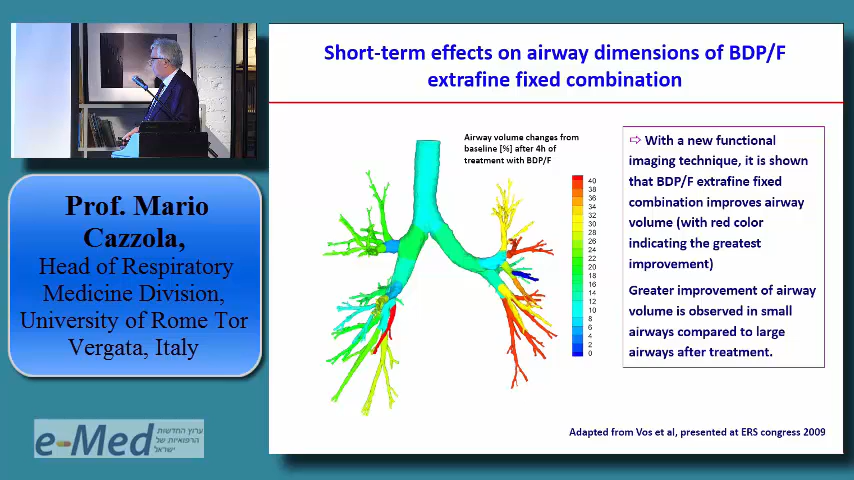 Short-term effects on airway dimensions of BDP/F
extrafine fixed combination
Prof. Mario
Cazzola,
Head of Respiratory
Medicine Division,
University of Rome Tor
Vergata, Italy
e-Med
ערוץ החדשות
הרפואיות של
ישראל
Airway volume changes from
baseline [%] after 4h of
treatment with BDP/F
40
38
36
34
32
30
28
26
24
22
20
18
16
14
12
10
8
6
4
2
0
⇨ With a new functional
imaging technique, it is shown
that BDP/F extrafine fixed
combination improves airway
volume (with red color
indicating the greatest
improvement)
Greater improvement of airway
volume is observed in small
airways compared to large
airways after treatment.
Adapted from Vos et al, presented at ERS congress 2009